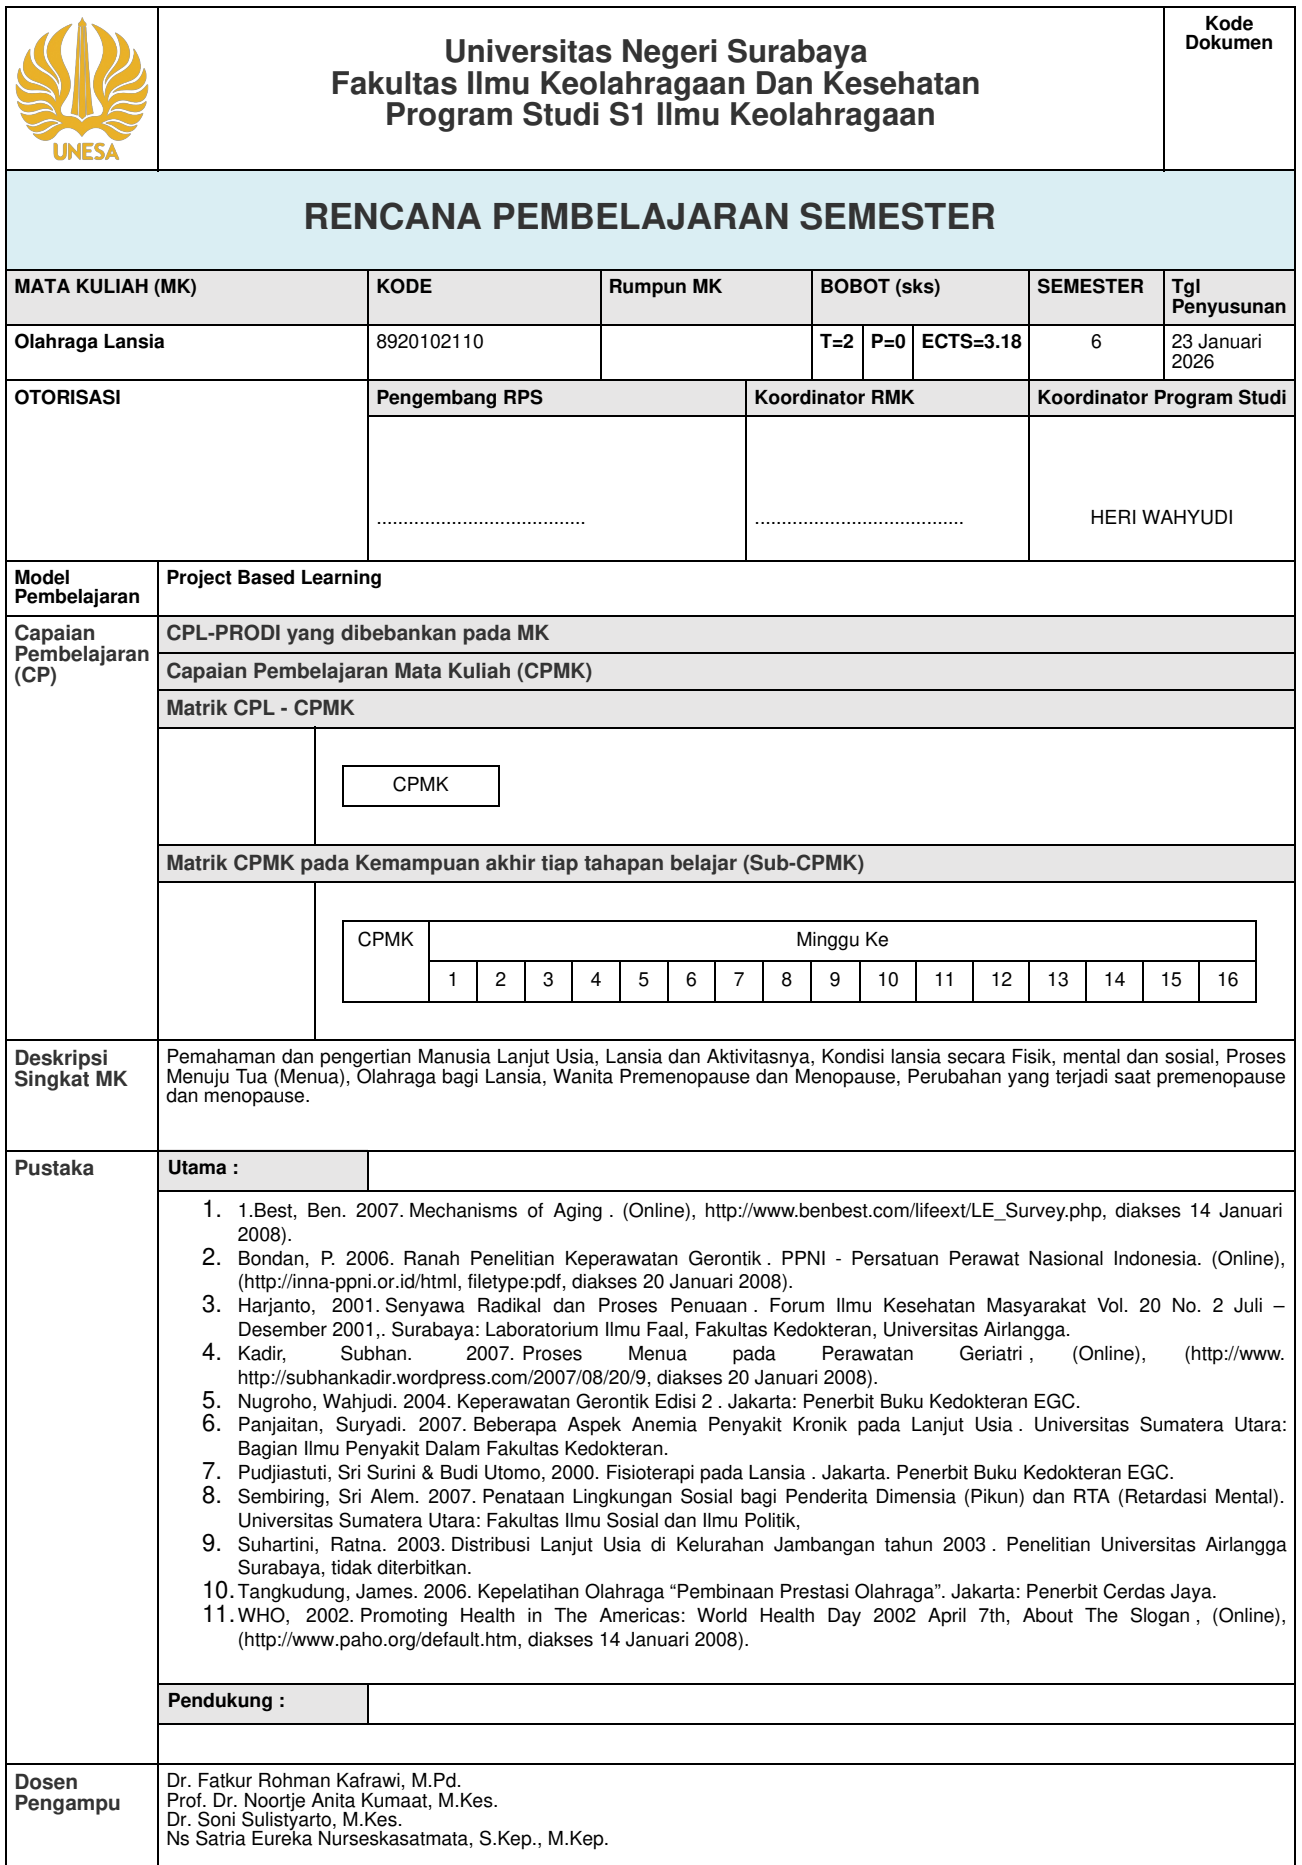 UNESA
Universitas Negeri Surabaya
Fakultas Ilmu Keolahragaan Dan Kesehatan
Program Studi S1 Ilmu Keolahragaan
Kode
Dokumen
RENCANA PEMBELAJARAN SEMESTER
MATA KULIAH (MK) KODE Rumpun MK BOBOT (sks) SEMESTER Tgl
Penyusunan
Olahraga Lansia 8920102110 T=2 P=0 ECTS=3.18 6 23 Januari
2026
OTORISASI Pengembang RPS Koordinator RMK Koordinator Program Studi
....................................... ....................................... HERI WAHYUDI
Model
Pembelajaran
Project Based Learning
Capaian
Pembelajaran
(CP)
CPL-PRODI yang dibebankan pada MK
Capaian Pembelajaran Mata Kuliah (CPMK)
Matrik CPL - CPMK
CPMK
Matrik CPMK pada Kemampuan akhir tiap tahapan belajar (Sub-CPMK)
CPMK Minggu Ke
1 2 3 4 5 6 7 8 9 10 11 12 13 14 15 16
Deskripsi
Singkat MK
Pemahaman dan pengertian Manusia Lanjut Usia, Lansia dan Aktivitasnya, Kondisi lansia secara Fisik, mental dan sosial, Proses
Menuju Tua (Menua), Olahraga bagi Lansia, Wanita Premenopause dan Menopause, Perubahan yang terjadi saat premenopause
dan menopause.
Pustaka
Utama :
1. 1.Best, Ben. 2007. Mechanisms of Aging . (Online), http://www.benbest.com/lifeext/LE_Survey.php, diakses 14 Januari
2008).
2. Bondan, P. 2006. Ranah Penelitian Keperawatan Gerontik . PPNI - Persatuan Perawat Nasional Indonesia. (Online),
(http://inna-ppni.or.id/html, filetype:pdf, diakses 20 Januari 2008).
3. Harjanto, 2001. Senyawa Radikal dan Proses Penuaan . Forum Ilmu Kesehatan Masyarakat Vol. 20 No. 2 Juli –
Desember 2001,. Surabaya: Laboratorium Ilmu Faal, Fakultas Kedokteran, Universitas Airlangga.
4. Kadir, Subhan. 2007. Proses Menua pada Perawatan Geriatri , (Online), (http://www.
http://subhankadir.wordpress.com/2007/08/20/9, diakses 20 Januari 2008).
5. Nugroho, Wahjudi. 2004. Keperawatan Gerontik Edisi 2 . Jakarta: Penerbit Buku Kedokteran EGC.
6. Panjaitan, Suryadi. 2007. Beberapa Aspek Anemia Penyakit Kronik pada Lanjut Usia . Universitas Sumatera Utara:
Bagian Ilmu Penyakit Dalam Fakultas Kedokteran.
7. Pudjiastuti, Sri Surini & Budi Utomo, 2000. Fisioterapi pada Lansia . Jakarta. Penerbit Buku Kedokteran EGC.
8. Sembiring, Sri Alem. 2007. Penataan Lingkungan Sosial bagi Penderita Dimensia (Pikun) dan RTA (Retardasi Mental).
Universitas Sumatera Utara: Fakultas Ilmu Sosial dan Ilmu Politik,
9. Suhartini, Ratna. 2003. Distribusi Lanjut Usia di Kelurahan Jambangan tahun 2003 . Penelitian Universitas Airlangga
Surabaya, tidak diterbitkan.
10. Tangkudung, James. 2006. Kepelatihan Olahraga “Pembinaan Prestasi Olahraga”. Jakarta: Penerbit Cerdas Jaya.
11. WHO, 2002. Promoting Health in The Americas: World Health Day 2002 April 7th, About The Slogan , (Online),
(http://www.paho.org/default.htm, diakses 14 Januari 2008).
Pendukung :
Dosen
Pengampu
Dr. Fatkur Rohman Kafrawi, M.Pd.
Prof. Dr. Noortje Anita Kumaat, M.Kes.
Dr. Soni Sulistyarto, M.Kes.
Ns Satria Eureka Nurseskasatmata, S.Kep., M.Kep.